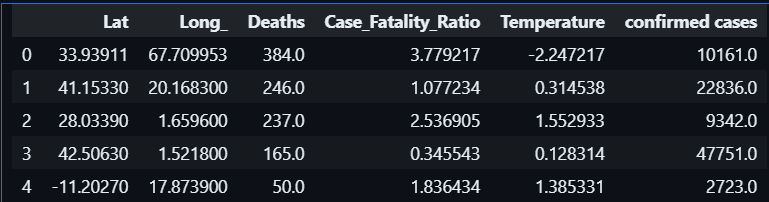 Lat Long_ Deaths Case_Fatality_Ratio Temperature confirmed cases
0 33.93911 67.709953 384.0 3.779217 -2.247217 10161.0
1 41.15330 20.168300 246.0 1.077234 0.314538 22836.0
2 28.03390 1.659600 237.0 2.536905 1.552933 9342.0
3 42.50630 1.521800 165.0 0.345543 0.128314 47751.0
4 -11.20270 17.873900 50.0 1.836434 1.385331 2723.0